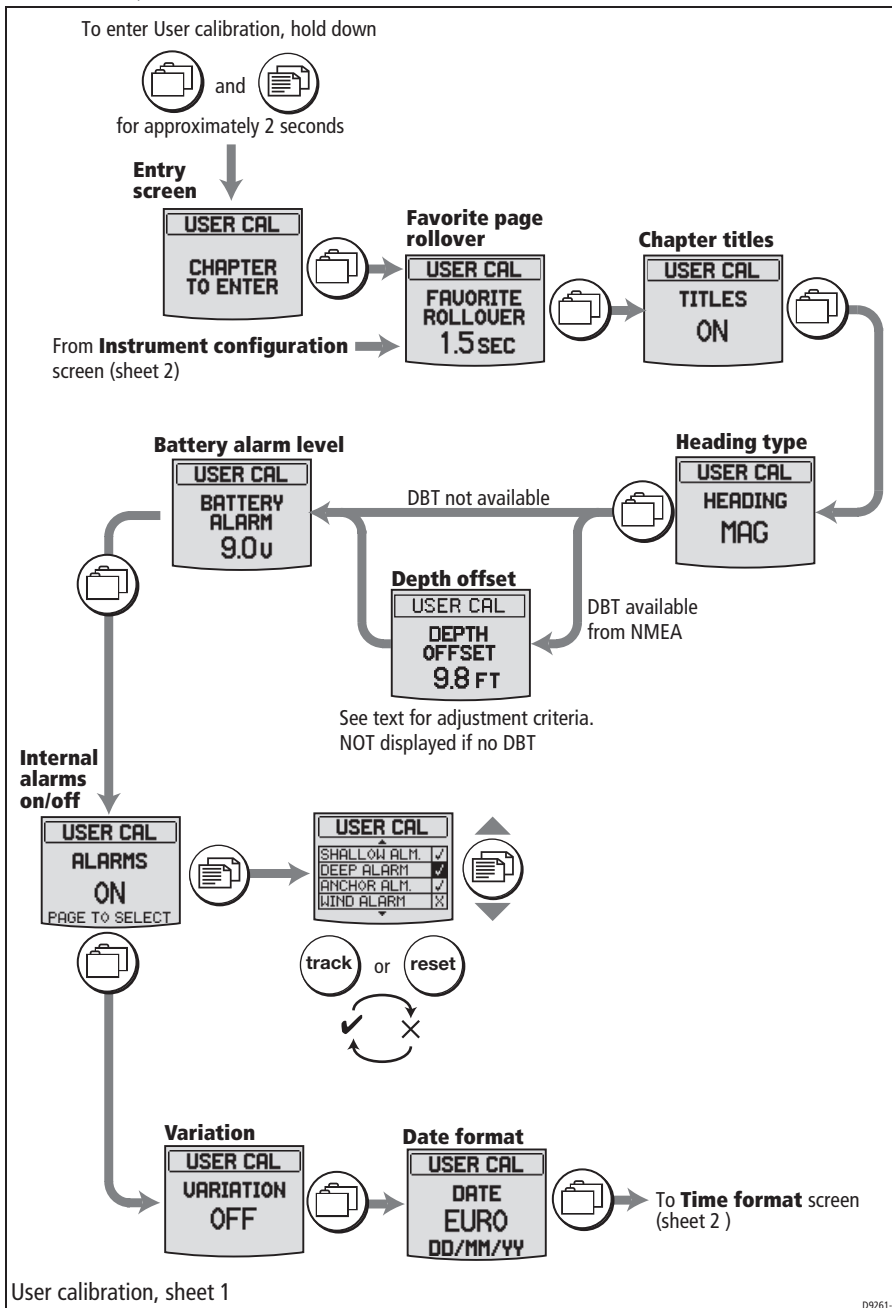 To enter User calibration, hold down
and
for approximately 2 seconds
Entry
screen
USER CAL
CHAPTER
TO ENTER
Favorite page
rollover
USER CAL
FAVORITE
ROLLOVER
1.5 SEC
Chapter titles
USER CAL
TITLES
ON
From Instrument configuration
screen (sheet 2)
Heading type
USER CAL
HEADING
MAG
DBT not available
Battery alarm level
USER CAL
BATTERY
ALARM
9.0 V
DBT available
from NMEA
Depth offset
USER CAL
DEPTH
OFFSET
9.8 FT
See text for adjustment criteria.
NOT displayed if no DBT
Internal
alarms
on/off
USER CAL
ALARMS
ON
PAGE TO SELECT
USER CAL
SHALLOW ALM. ✓
DEEP ALARM ✓
ANCHOR ALM. ✓
WIND ALARM X
track or reset
✔ ✕
Variation
USER CAL
VARIATION
OFF
Date format
USER CAL
DATE
EURO
DD/MM/YY
To Time format screen
(sheet 2 )
User calibration, sheet 1
D9261-